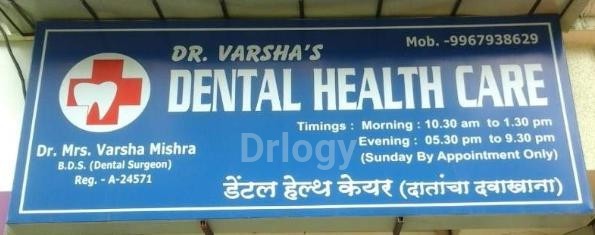 Mob. -9967938629
DR. VARSHA'S
DENTAL HEALTH CARE
Dr. Mrs. Varsha Mishra
B.D.S. (Dental Surgeon)
Reg. - A-24571
Timings : Morning : 10.30 am to 1.30 pm
Evening : 05.30 pm to 9.30 pm
(Sunday By Appointment Only)
Drlogy
डेंटल हेल्थ केयर (दातांचा दवाखाना)